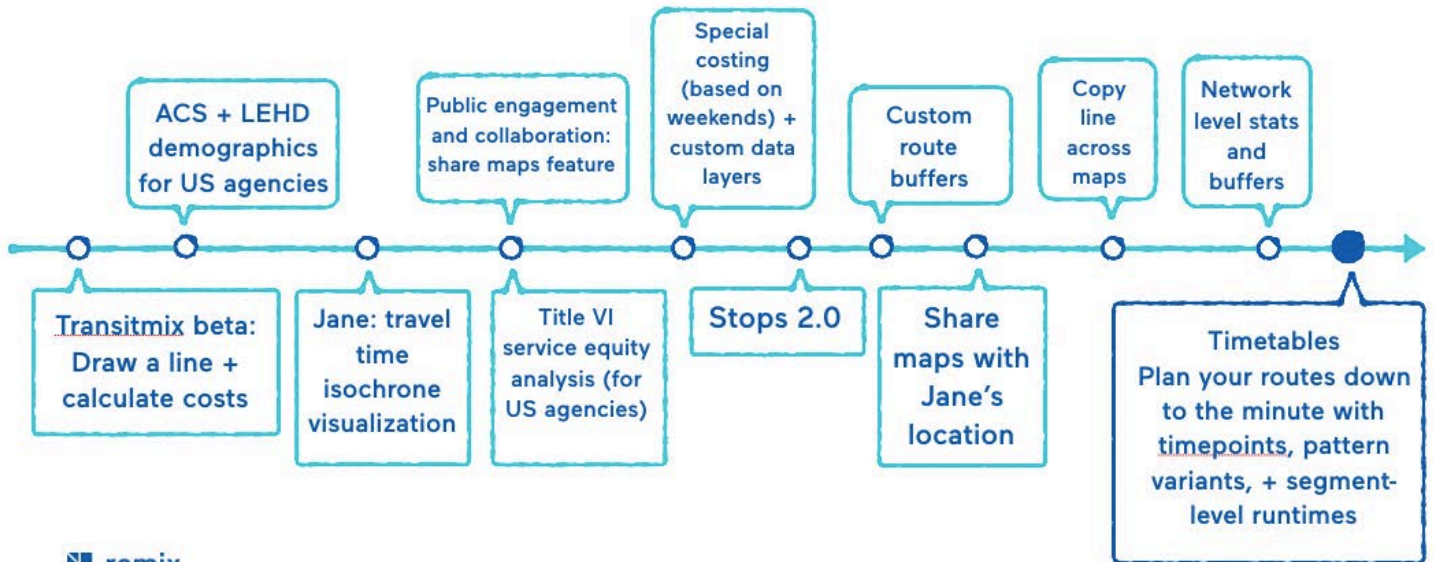 ACS + LEHD
demographics
for US agencies
Public engagement
and collaboration:
share maps feature
Special
costing
(based on
weekends) +
custom data
layers
Custom
route
buffers
Copy
line
across
maps
Network
level stats
and
buffers
Transitmix beta:
Draw a line +
calculate costs
Jane: travel
time
isochrone
visualization
Title VI
service equity
analysis (for
US agencies)
Stops 2.0
Share
maps with
Jane's
location
Timetables
Plan your routes down
to the minute with
timepoints, pattern
variants, + segment-
level runtimes
remix